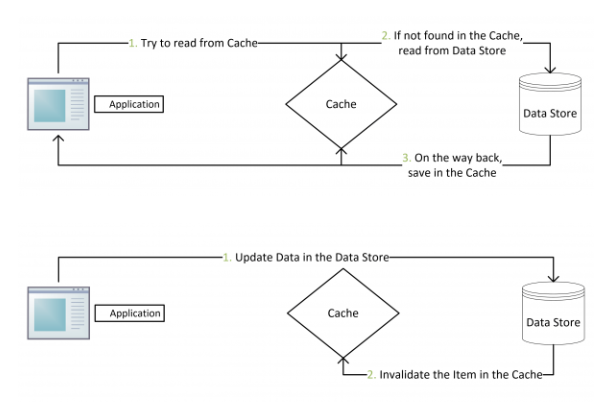 1. Try to read from Cache
2. If not found in the Cache,
read from Data Store
Application
Cache
Data Store
3. On the way back,
save in the Cache
1. Update Data in the Data Store
Application
Cache
Data Store
2. Invalidate the Item in the Cache